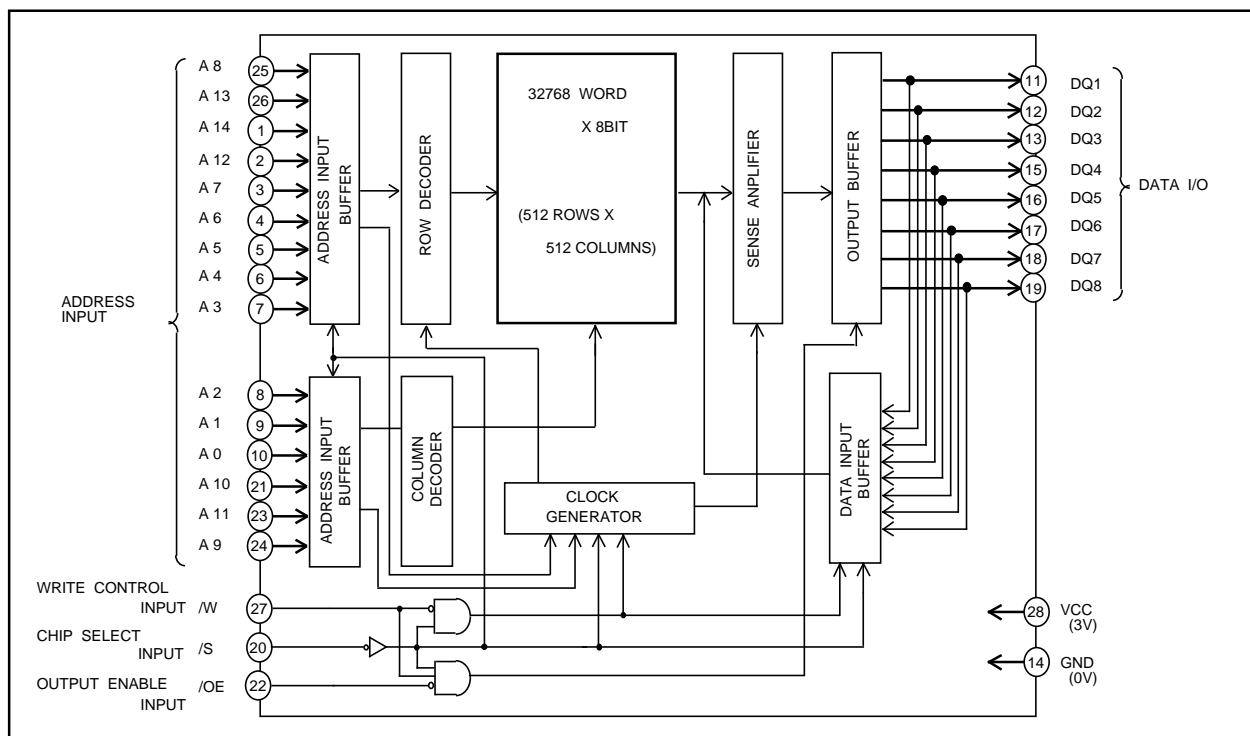 ADDRESS
INPUT
A 8
25
A 13
26
A 14
1
A 12
2
A 7
3
A 6
4
A 5
5
A 4
6
A 3
7
A 2
8
A 1
9
A 0
10
A 10
21
A 11
23
A 9
24
WRITE CONTROL
INPUT /W
27
CHIP SELECT
INPUT /S
20
OUTPUT ENABLE /OE
INPUT
22
ADDRESS INPUT
BUFFER
ROW DECODER
32768 WORD
X 8BIT
(512 ROWS X
512 COLUMNS)
SENSE ANPLIFIER
OUTPUT BUFFER
ADDRESS INPUT
BUFFER
COLUMN
DECODER
CLOCK
GENERATOR
DATA INPUT
BUFFER
11
DQ1
12
DQ2
13
DQ3
15
DQ4
16
DQ5
17
DQ6
18
DQ7
19
DQ8
DATA I/O
28
VCC
(3V)
14
GND
(0V)